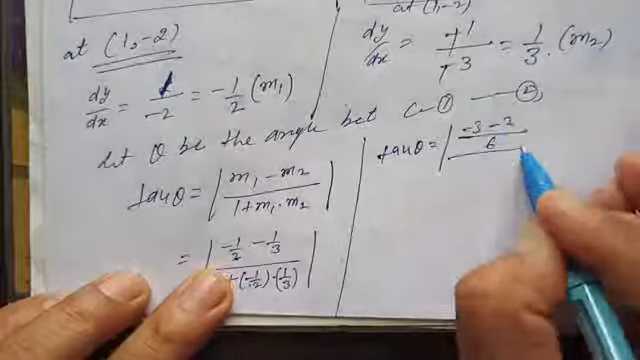 at (1, -2)
dy/dx = 1/-2 = -1/2 (m₁)
Let θ be the angle bet C-① — ②,
tanθ = | m₁ - m₂ / 1 + m₁ . m₂ |
= | -1/2 - 1/3 / + (-1/2) . (1/3) |
at (1, -2)
dy/dx = +1 / +3 = 1/3 . (m₂)
tanθ = | -3 - 2 / 6